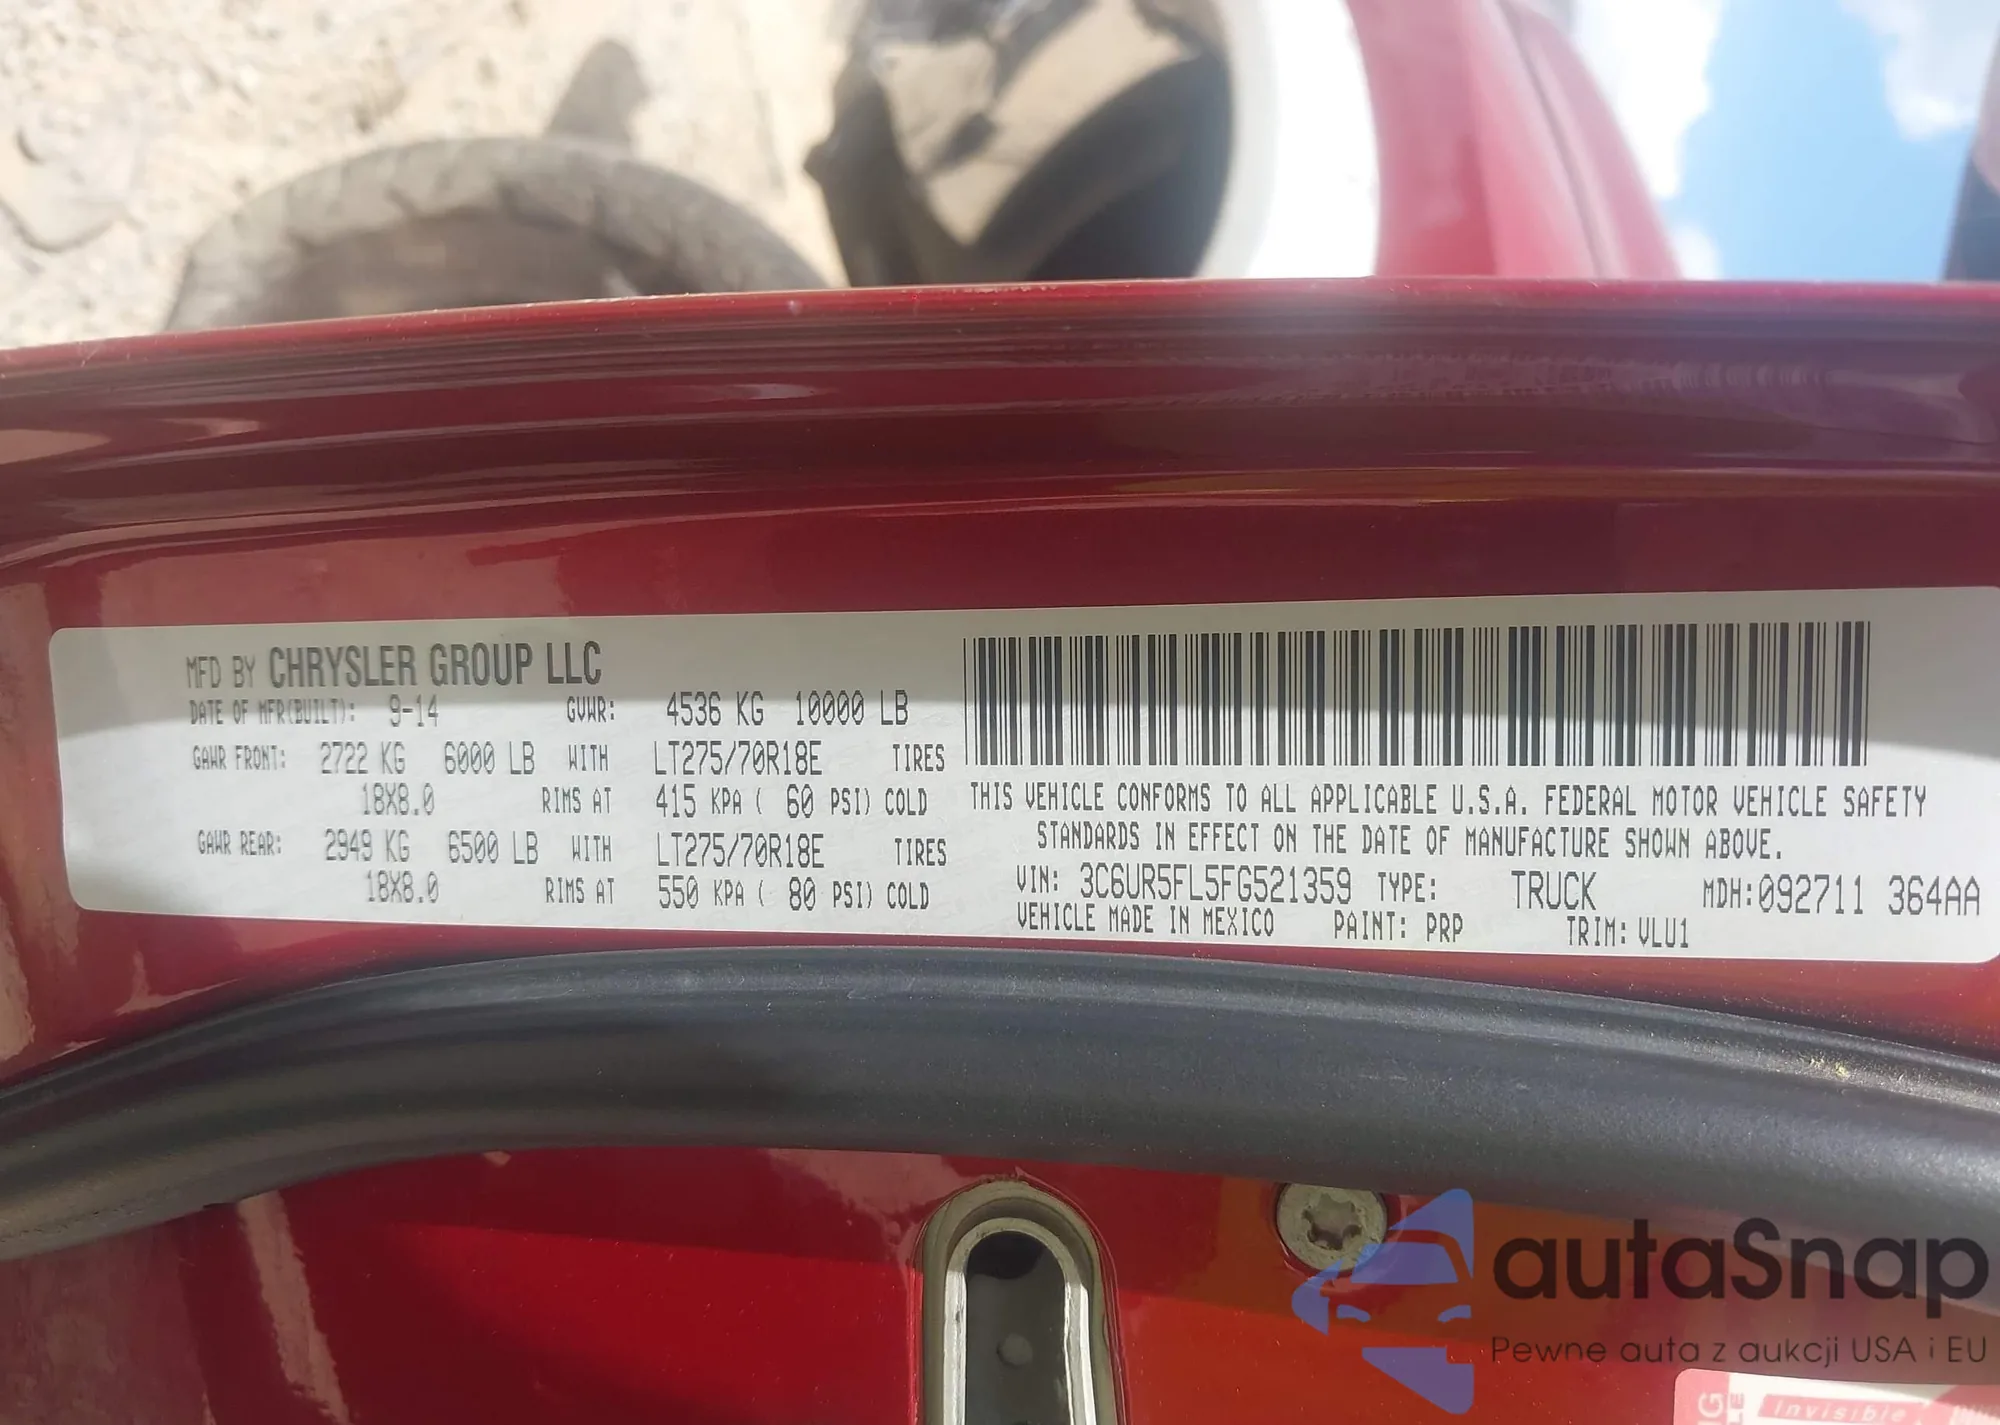 MFD BY CHRYSLER GROUP LLC
DATE OF MFR(BUILT): 9-14 GVWR: 4536 KG 10000 LB
GAWR FRONT: 2722 KG 6000 LB WITH LT275/70R18E TIRES
18X8.0 RIMS AT 415 KPA ( 60 PSI) COLD
GAWR REAR: 2949 KG 6500 LB WITH LT275/70R18E TIRES
18X8.0 RIMS AT 550 KPA ( 80 PSI) COLD
THIS VEHICLE CONFORMS TO ALL APPLICABLE U.S.A. FEDERAL MOTOR VEHICLE SAFETY
STANDARDS IN EFFECT ON THE DATE OF MANUFACTURE SHOWN ABOVE.
VIN: 3C6UR5FL5FG521359 TYPE: TRUCK MDH:092711 364AA
VEHICLE MADE IN MEXICO PAINT: PRP TRIM: VLU1
autaSnap
Pewne auta z aukcji USA i EU
invisible